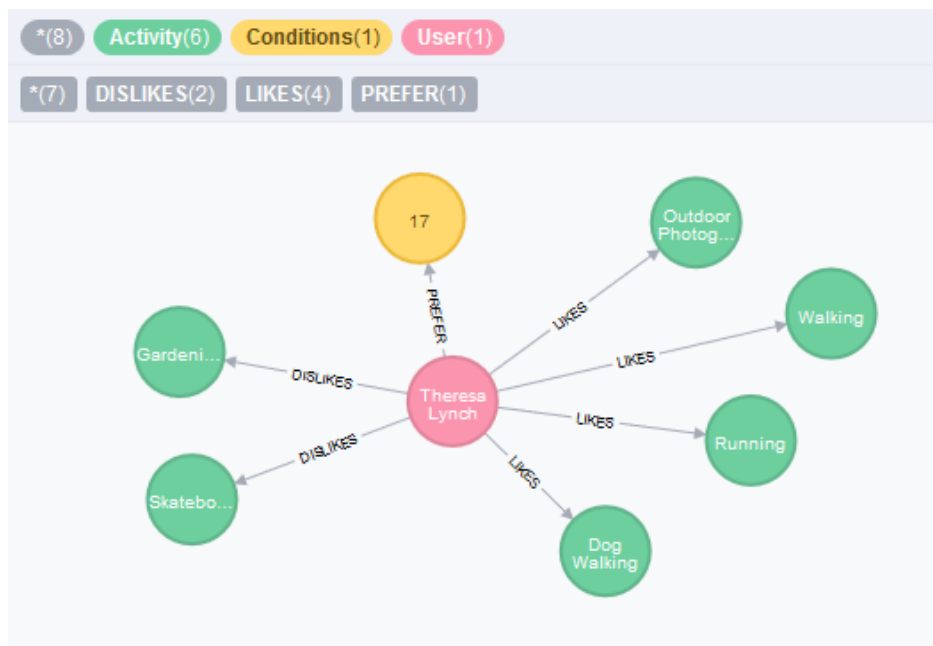 *(8) Activity(6) Conditions(1) User(1)
*(7) DISLIKES(2) LIKES(4) PREFER(1)
17
Outdoor
Photog...
PREFER
LIKES
Walking
LIKES
Gardeni...
DISLIKES
Theresa
Lynch
LIKES
Running
DISLIKES
LIKES
Skatebo...
Dog
Walking